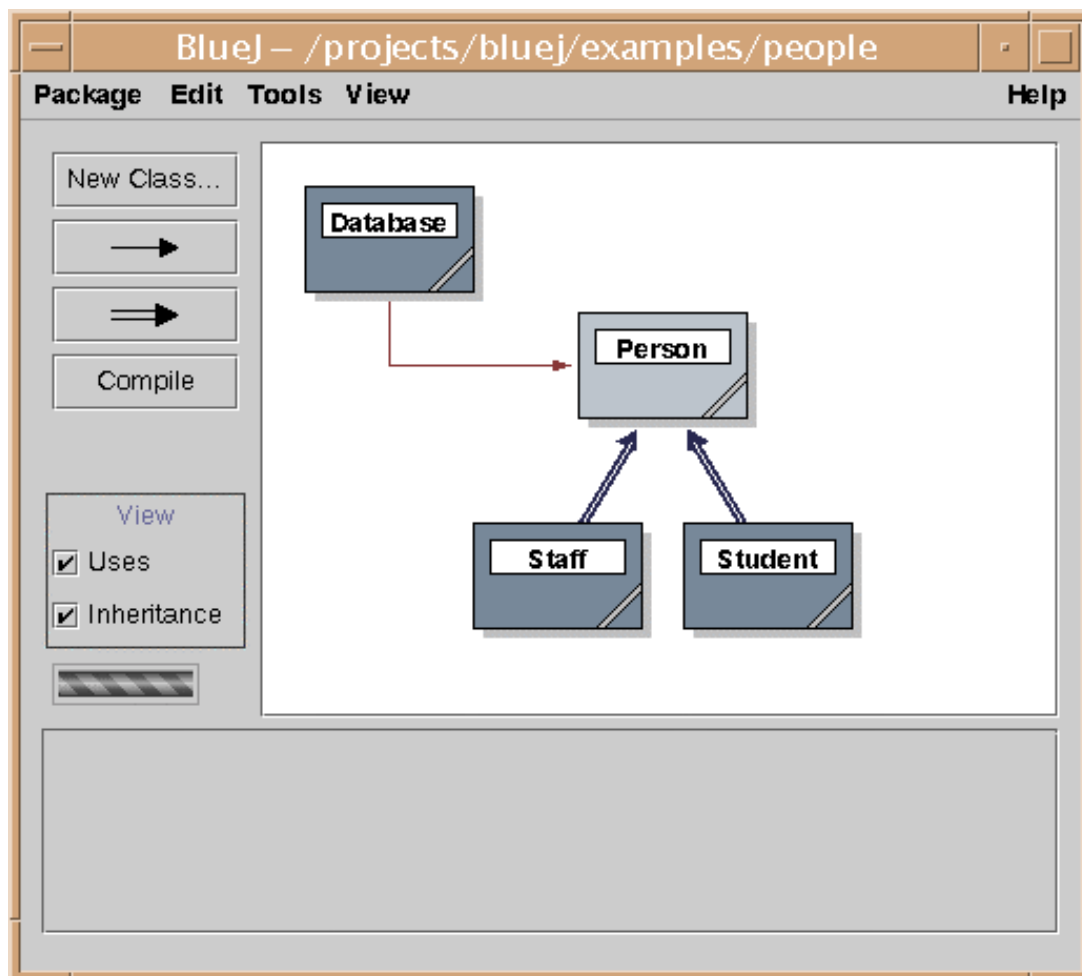 BlueJ – /projects/bluej/examples/people
Package Edit Tools View Help
New Class...
Compile
View
Uses
Inheritance
Database
Person
Staff
Student